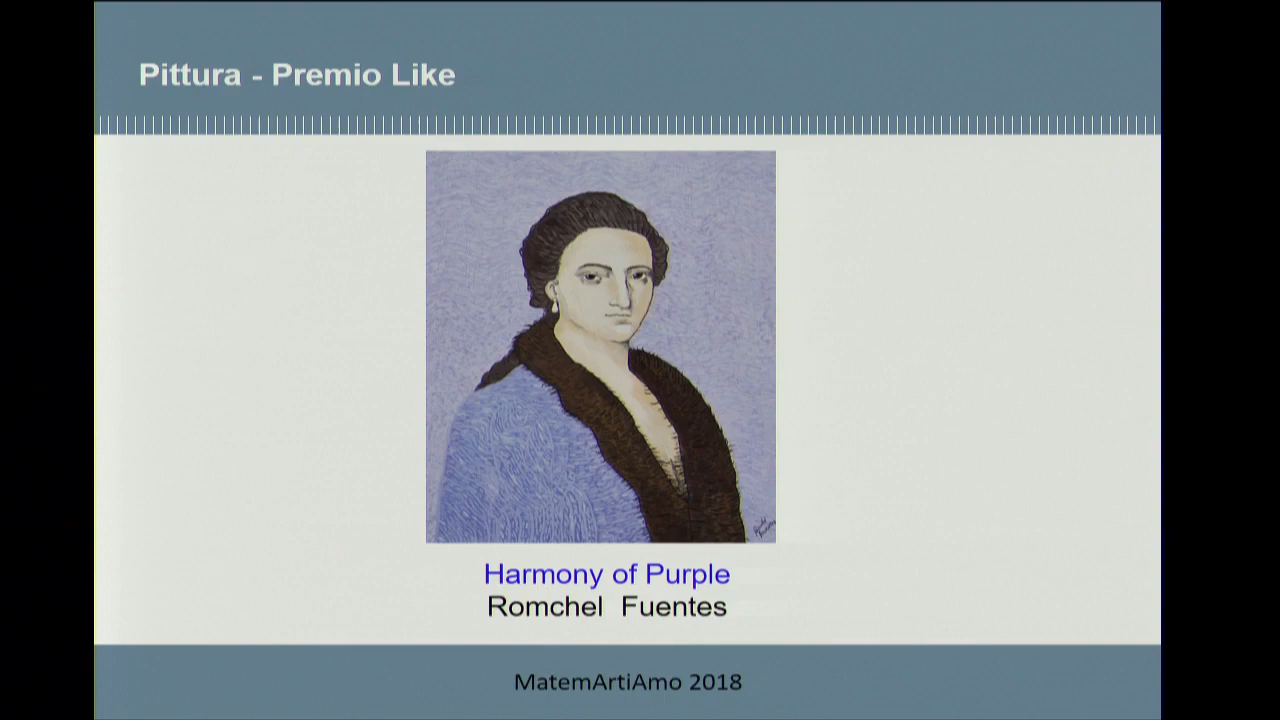 Pittura - Premio Like
Harmony of Purple
Romchel Fuentes
MatemArtiAmo 2018